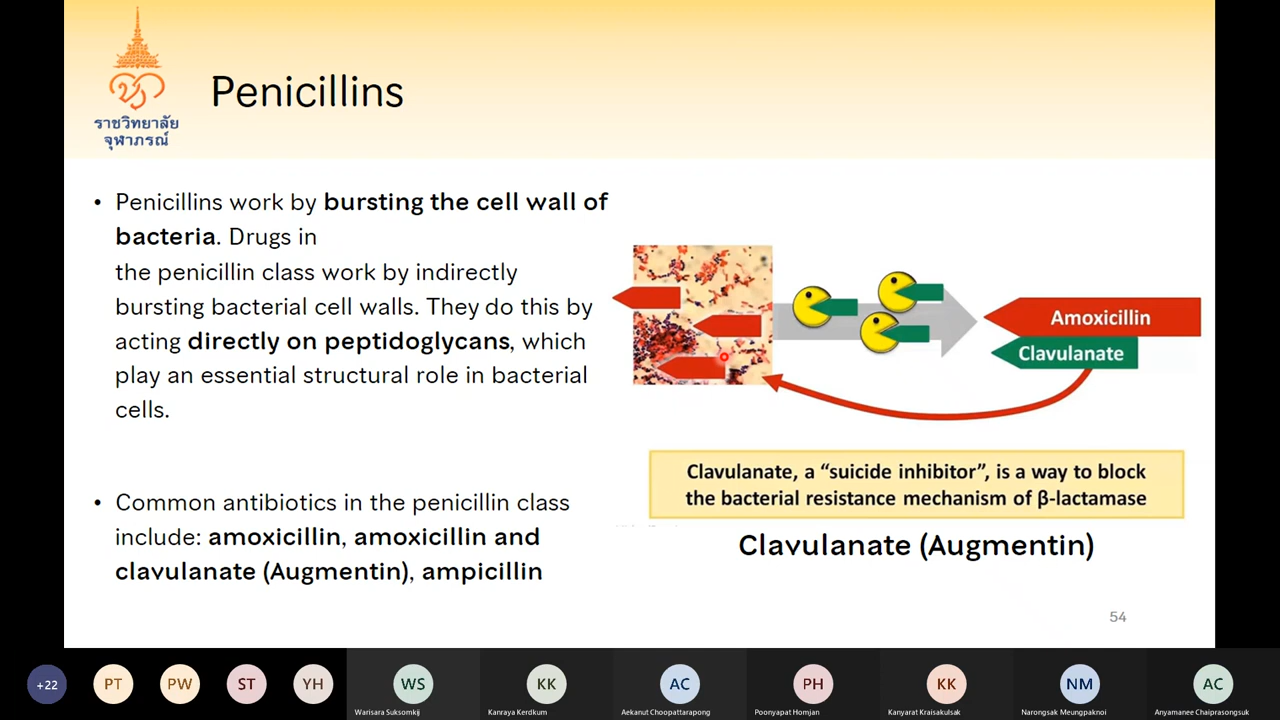 ราชวิทยาลัย
จุฬาภรณ์
Penicillins
• Penicillins work by bursting the cell wall of
bacteria. Drugs in
the penicillin class work by indirectly
bursting bacterial cell walls. They do this by
acting directly on peptidoglycans, which
play an essential structural role in bacterial
cells.
• Common antibiotics in the penicillin class
include: amoxicillin, amoxicillin and
clavulanate (Augmentin), ampicillin
Amoxicillin
Clavulanate
Clavulanate, a “suicide inhibitor”, is a way to block
the bacterial resistance mechanism of β-lactamase
Clavulanate (Augmentin)
54
+22
PT
PW
ST
YH
WS
KK
AC
PH
KK
NM
AC
Warisara Suksomkij
Kanraya Kerdkum
Aekanut Choopattarapong
Poonyapat Homjan
Kanyarat Kraisakulsak
Narongsak Meungpaknoi
Anyamanee Chaiprasongsuk